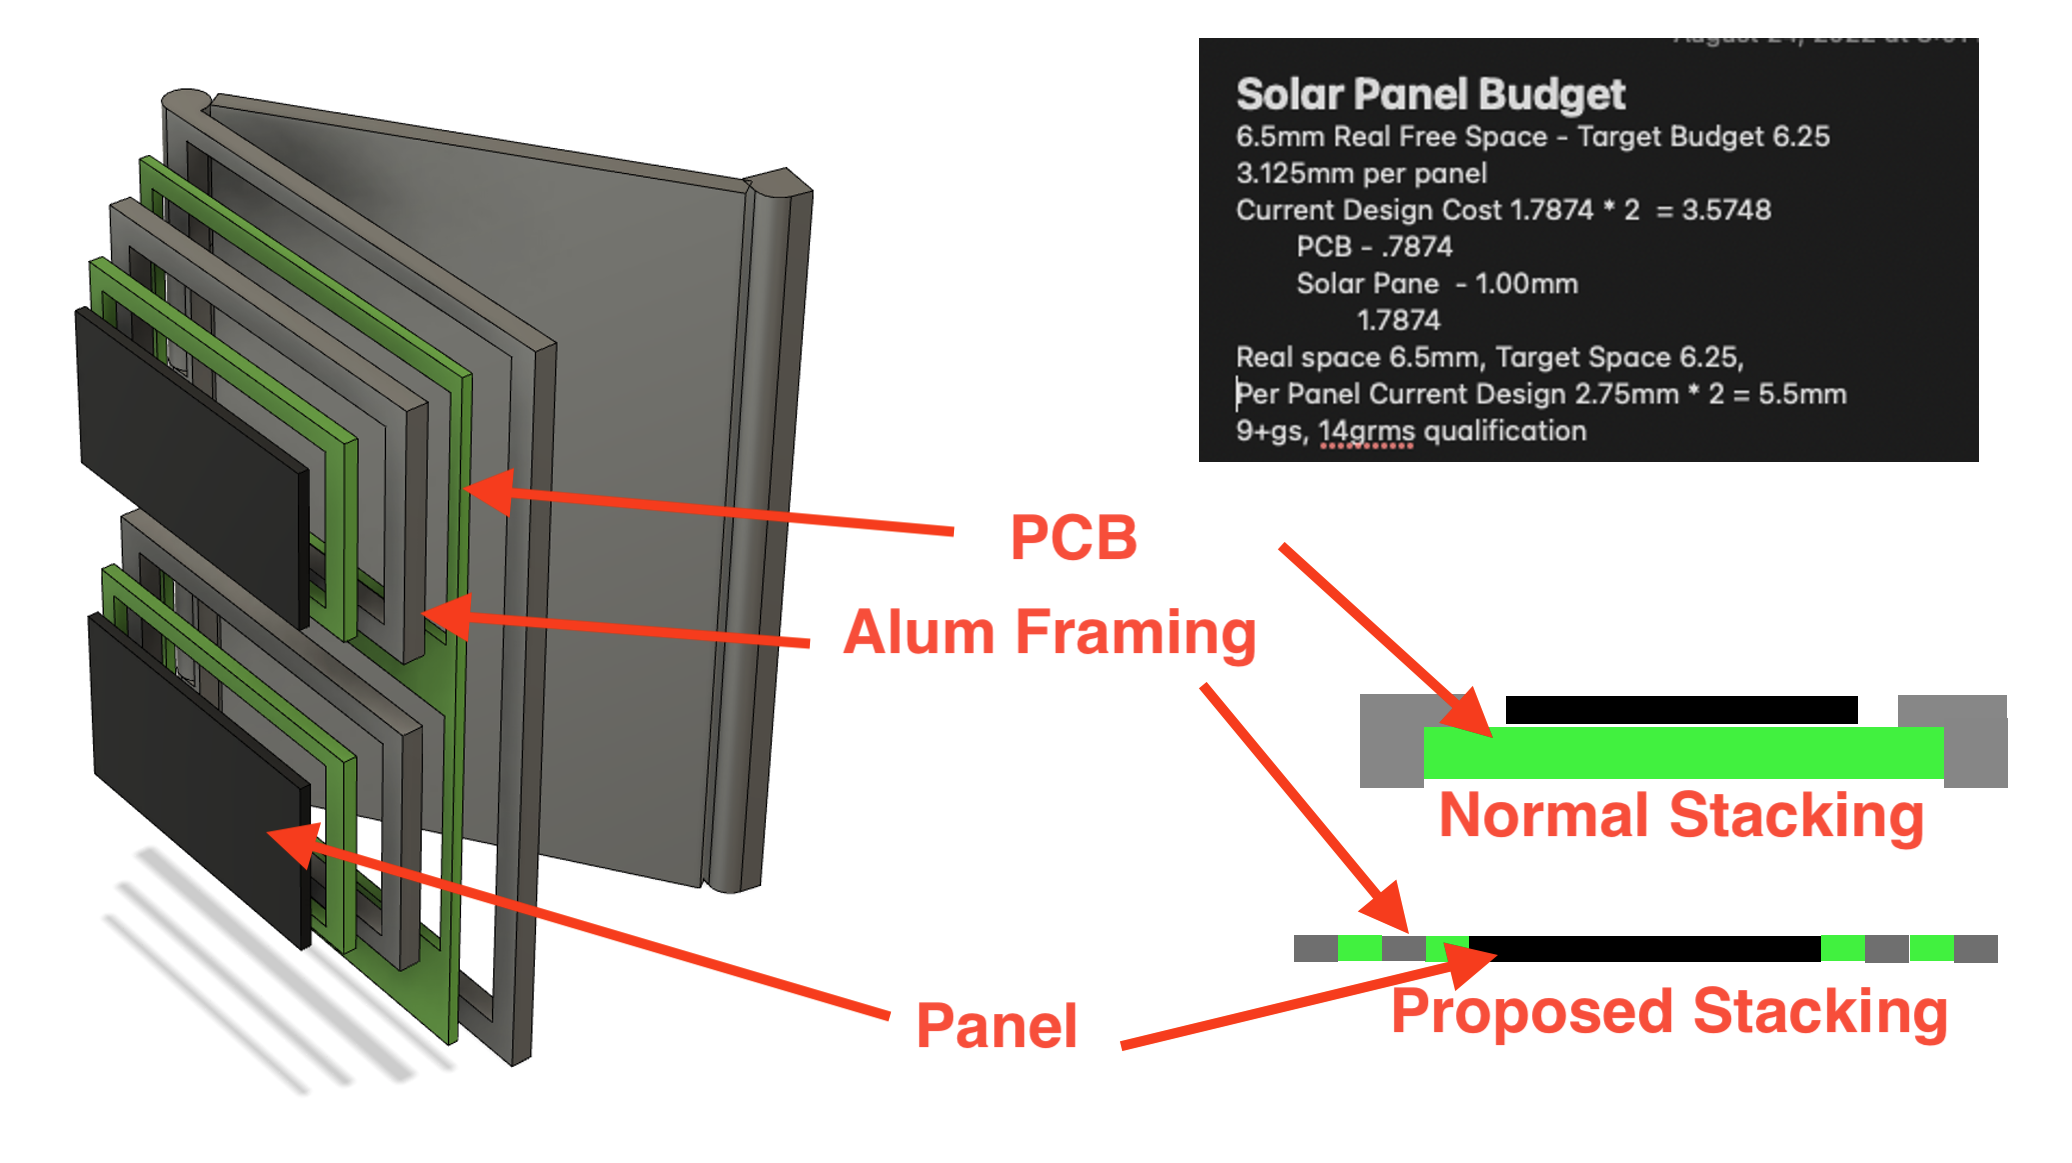 Solar Panel Budget
6.5mm Real Free Space - Target Budget 6.25
3.125mm per panel
Current Design Cost 1.7874 * 2 = 3.5748
PCB - .7874
Solar Pane - 1.00mm
1.7874
Real space 6.5mm, Target Space 6.25,
Per Panel Current Design 2.75mm * 2 = 5.5mm
9+gs, 14grms qualification
PCB
Alum Framing
Normal Stacking
Panel
Proposed Stacking